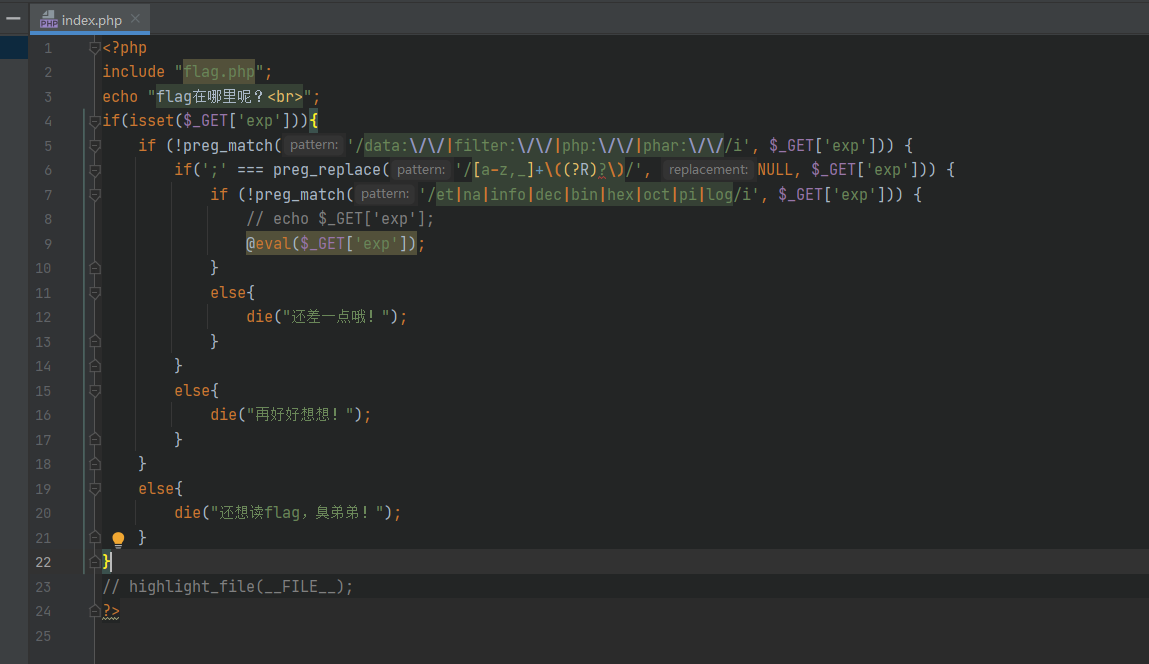 index.php
1 <?php
2 include "flag.php";
3 echo "flag在哪里呢？<br>";
4 if(isset($_GET['exp'])){
5 if (!preg_match( pattern: '/data:\/\/|filter:\/\/|php:\/\/|phar:\/\//i', $_GET['exp'])) {
6 if(';' === preg_replace( pattern: '/[a-z,_]+\((?R)?\)/', replacement: NULL, $_GET['exp'])) {
7 if (!preg_match( pattern: '/et|na|info|dec|bin|hex|oct|pi|log/i', $_GET['exp'])) {
8 // echo $_GET['exp'];
9 @eval($_GET['exp']);
10 }
11 else{
12 die("还差一点哦！");
13 }
14 }
15 else{
16 die("再好好想想！");
17 }
18 }
19 else{
20 die("还想读flag，臭弟弟！");
21 }
22 }
23 // highlight_file(__FILE__);
24 ?>
25